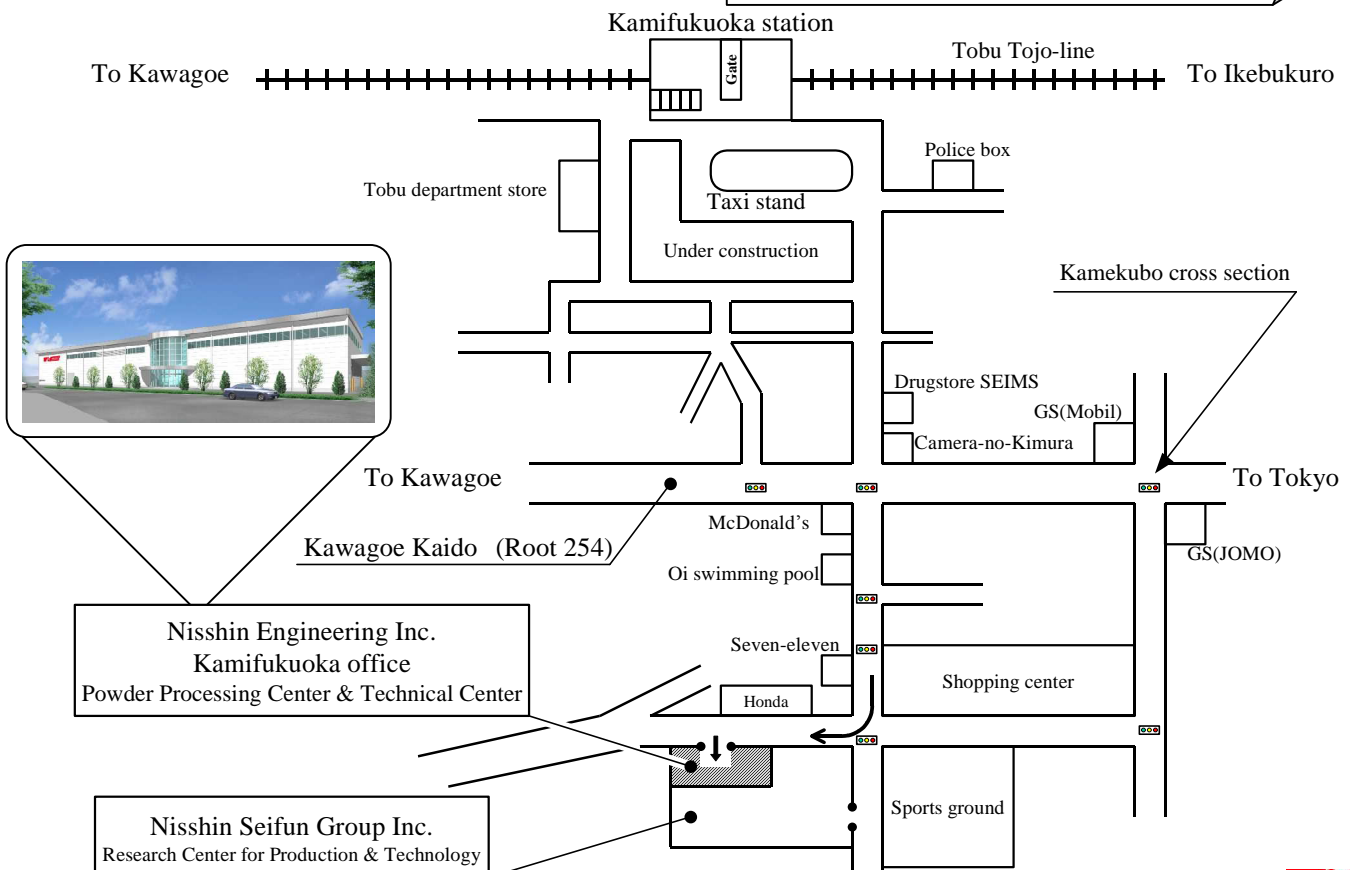 Kamifukuoka station
Tobu Tojo-line
To Kawagoe
Gate
To Ikebukuro
Police box
Tobu department store
Taxi stand
Under construction
Kamekubo cross section
Drugstore SEIMS
GS(Mobil)
Camera-no-Kimura
To Kawagoe
To Tokyo
McDonald's
Kawagoe Kaido (Root 254)
GS(JOMO)
Oi swimming pool
Nisshin Engineering Inc.
Kamifukuoka office
Powder Processing Center & Technical Center
Seven-eleven
Shopping center
Honda
Sports ground
Nisshin Seifun Group Inc.
Research Center for Production & Technology